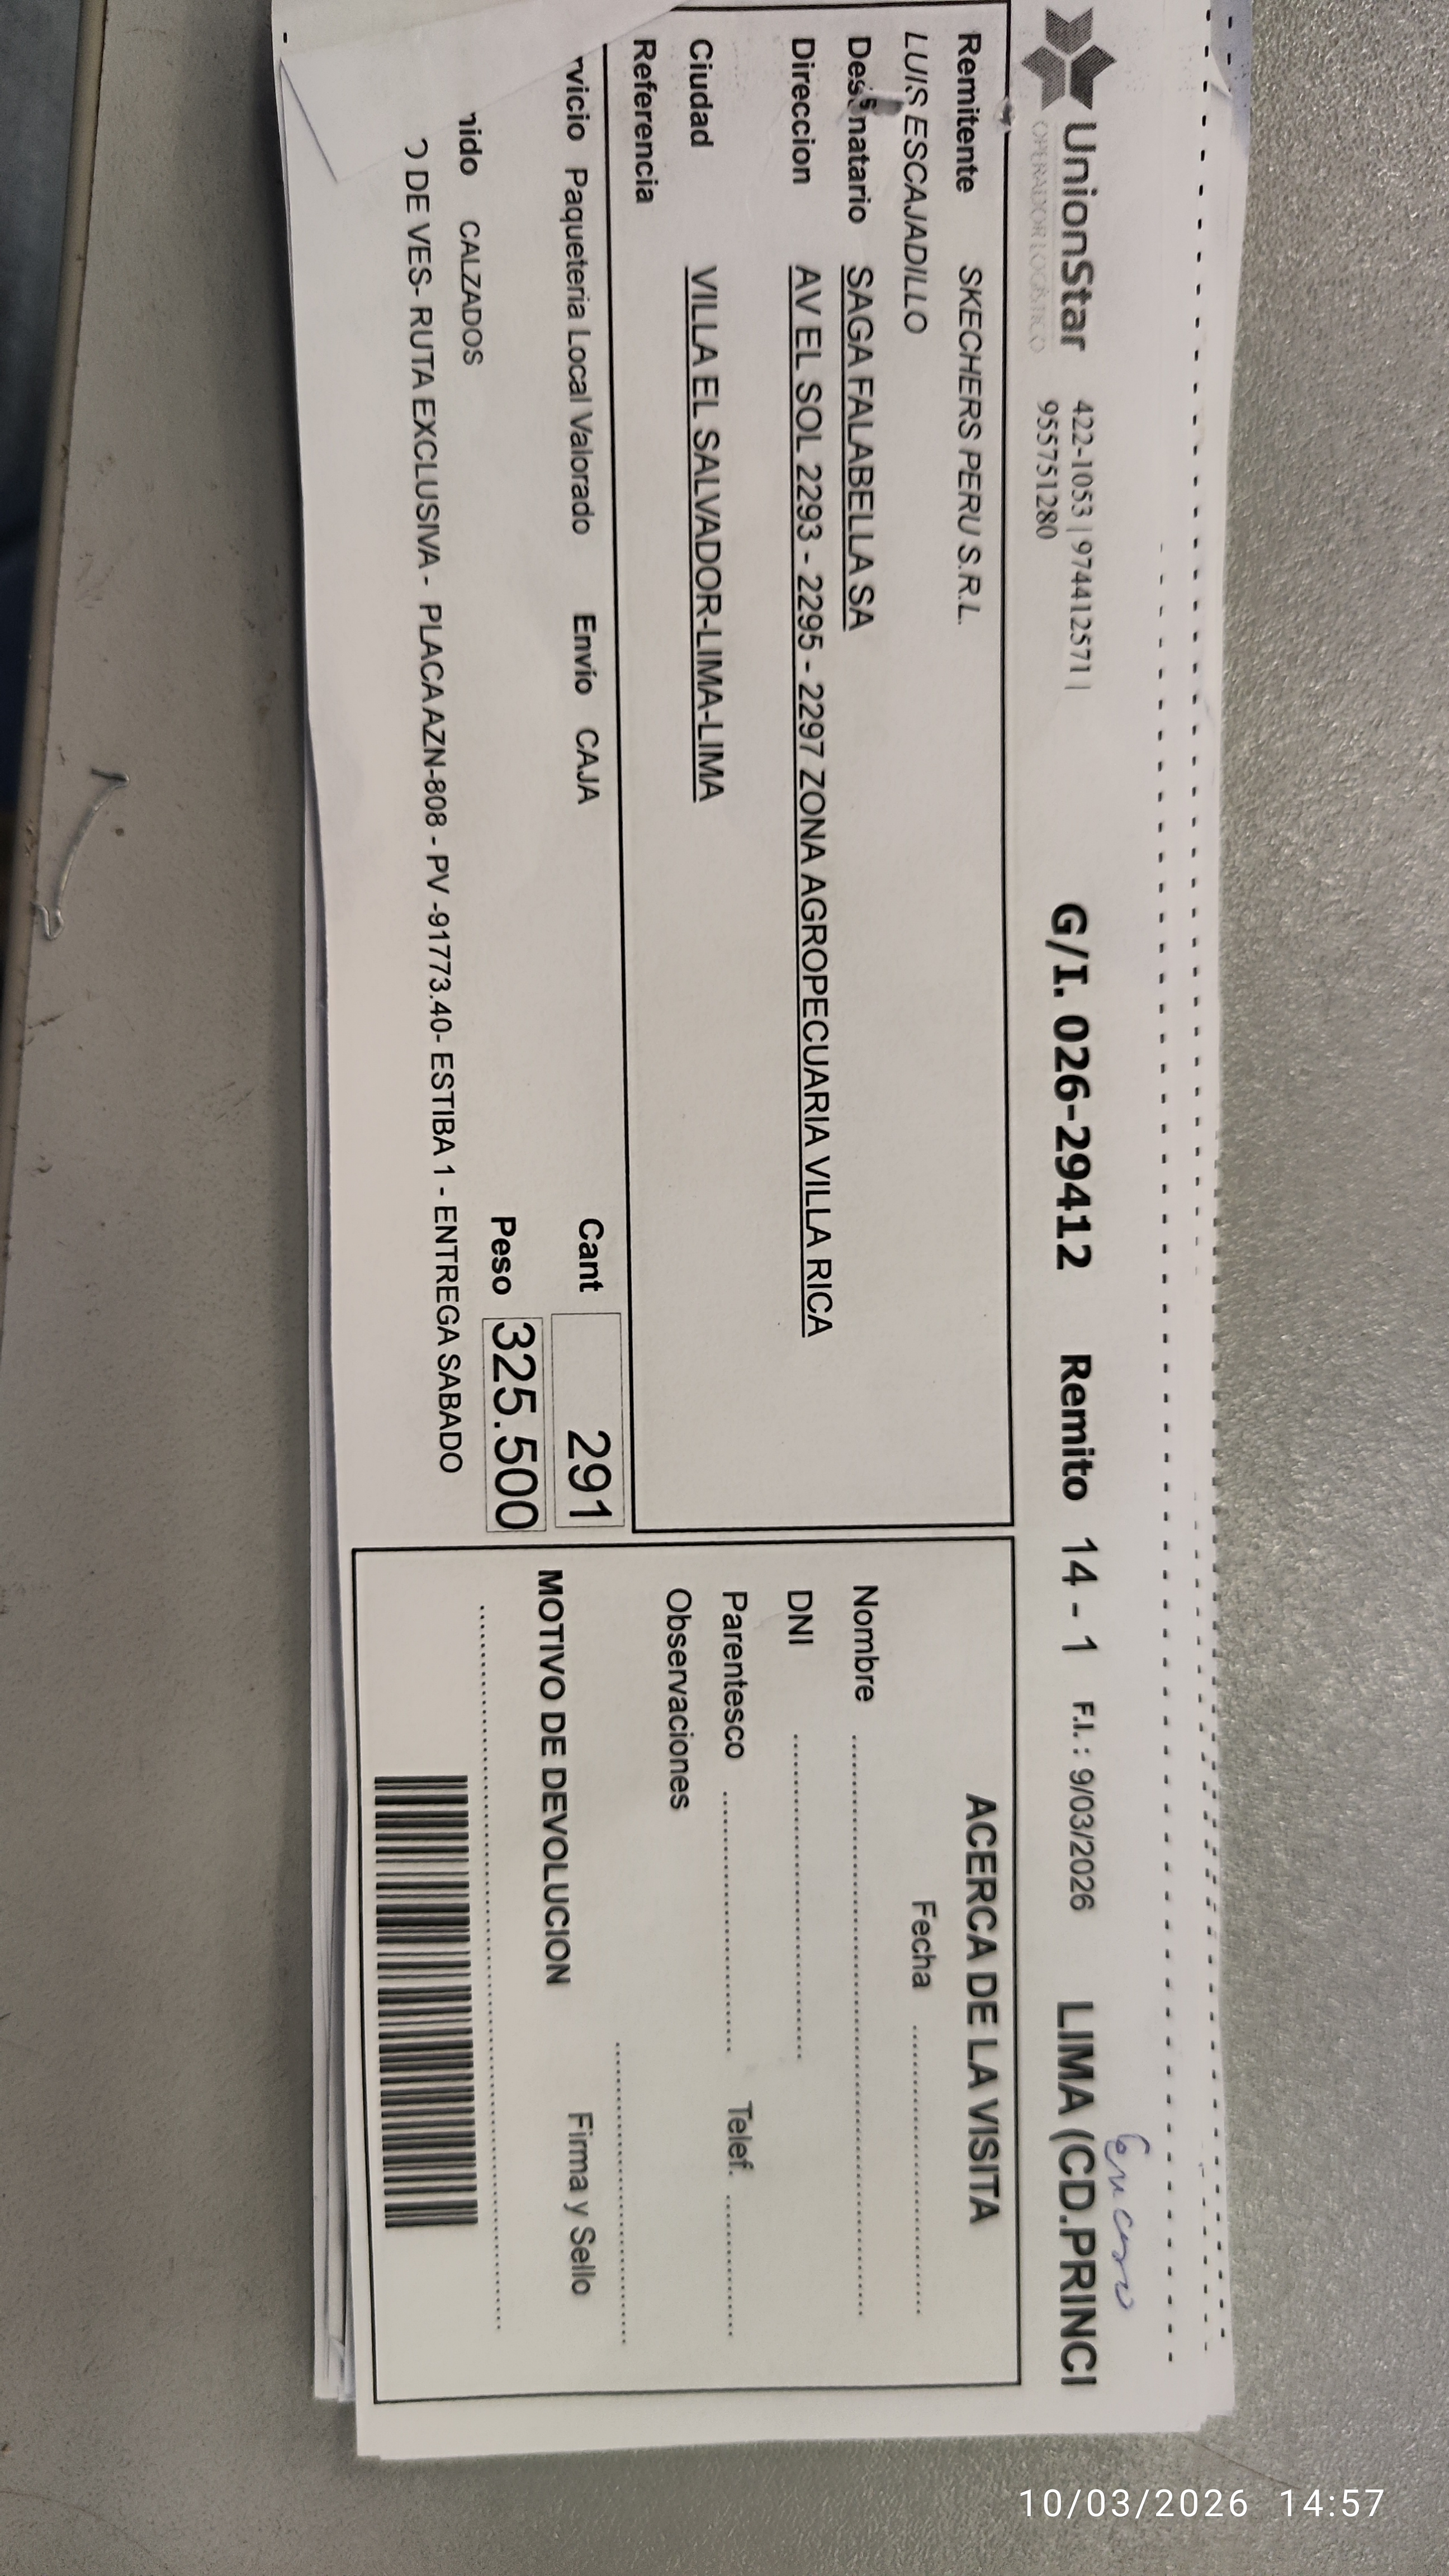 UnionStar
OPERADOR LOGÍSTICO
422-1053 | 974412571 |
955751280
G/I. 026-29412 Remito 14 - 1 F.I. : 9/03/2026 LIMA (CD.PRINCI
Remitente SKECHERS PERU S.R.L.
LUIS ESCAJADILLO
Des natario SAGA FALABELLA SA
Direccion AV EL SOL 2293 - 2295 - 2297 ZONA AGROPECUARIA VILLA RICA
Ciudad VILLA EL SALVADOR-LIMA-LIMA
Referencia
rvicio Paqueteria Local Valorado Envio CAJA Cant 291
nido CALZADOS Peso 325.500
O DE VES- RUTA EXCLUSIVA - PLACA AZN-808 - PV -91773.40- ESTIBA 1 - ENTREGA SABADO
ACERCA DE LA VISITA
Fecha
Nombre
DNI
Parentesco Telef.
Observaciones
Firma y Sello
MOTIVO DE DEVOLUCION
10/03/2026 14:57